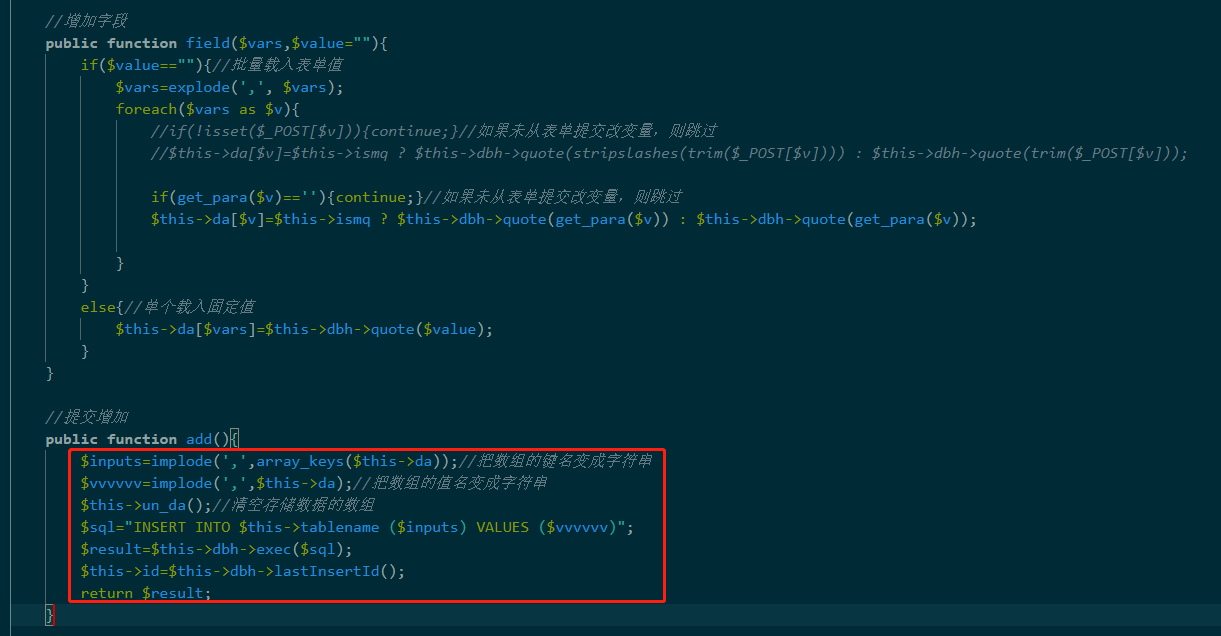 //增加字段
public function field($vars,$value=""){
if($value==""){//批量载入表单值
$vars=explode(',', $vars);
foreach($vars as $v){
//if(!isset($_POST[$v])){continue;}//如果未从表单提交改变量，则跳过
//$this->da[$v]=$this->ismq ? $this->dbh->quote(stripslashes(trim($_POST[$v]))) : $this->dbh->quote(trim($_POST[$v]));
if(get_para($v)==''){continue;}//如果未从表单提交改变量，则跳过
$this->da[$v]=$this->ismq ? $this->dbh->quote(get_para($v)) : $this->dbh->quote(get_para($v));
}
}
else{//单个载入固定值
$this->da[$vars]=$this->dbh->quote($value);
}
}
//提交增加
public function add(){
$inputs=implode(',',array_keys($this->da));//把数组的键名变成字符串
$vvvvvv=implode(',',$this->da);//把数组的值名变成字符串
$this->un_da();//清空存储数据的数组
$sql="INSERT INTO $this->tablename ($inputs) VALUES ($vvvvvv)";
$result=$this->dbh->exec($sql);
$this->id=$this->dbh->lastInsertId();
return $result;
}